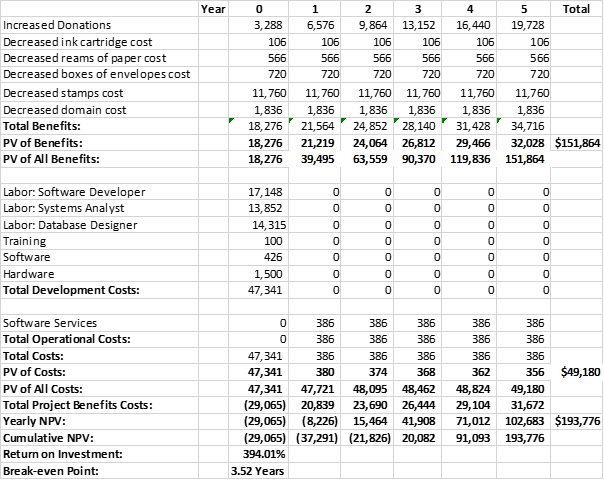 Year 0 1 2 3 4 5 Total
Increased Donations 3,288 6,576 9,864 13,152 16,440 19,728
Decreased ink cartridge cost 106 106 106 106 106 106
Decreased reams of paper cost 566 566 566 566 566 566
Decreased boxes of envelopes cost 720 720 720 720 720 720
Decreased stamps cost 11,760 11,760 11,760 11,760 11,760 11,760
Decreased domain cost 1,836 1,836 1,836 1,836 1,836 1,836
Total Benefits: 18,276 21,564 24,852 28,140 31,428 34,716
PV of Benefits: 18,276 21,219 24,064 26,812 29,466 32,028 $151,864
PV of All Benefits: 18,276 39,495 63,559 90,370 119,836 151,864
Labor: Software Developer 17,148 0 0 0 0 0
Labor: Systems Analyst 13,852 0 0 0 0 0
Labor: Database Designer 14,315 0 0 0 0 0
Training 100 0 0 0 0 0
Software 426 0 0 0 0 0
Hardware 1,500 0 0 0 0 0
Total Development Costs: 47,341 0 0 0 0 0
Software Services 0 386 386 386 386 386
Total Operational Costs: 0 386 386 386 386 386
Total Costs: 47,341 386 386 386 386 386
PV of Costs: 47,341 380 374 368 362 356 $49,180
PV of All Costs: 47,341 47,721 48,095 48,462 48,824 49,180
Total Project Benefits Costs: (29,065) 20,839 23,690 26,444 29,104 31,672
Yearly NPV: (29,065) (8,226) 15,464 41,908 71,012 102,683 $193,776
Cumulative NPV: (29,065) (37,291) (21,826) 20,082 91,093 193,776
Return on Investment: 394.01%
Break-even Point: 3.52 Years